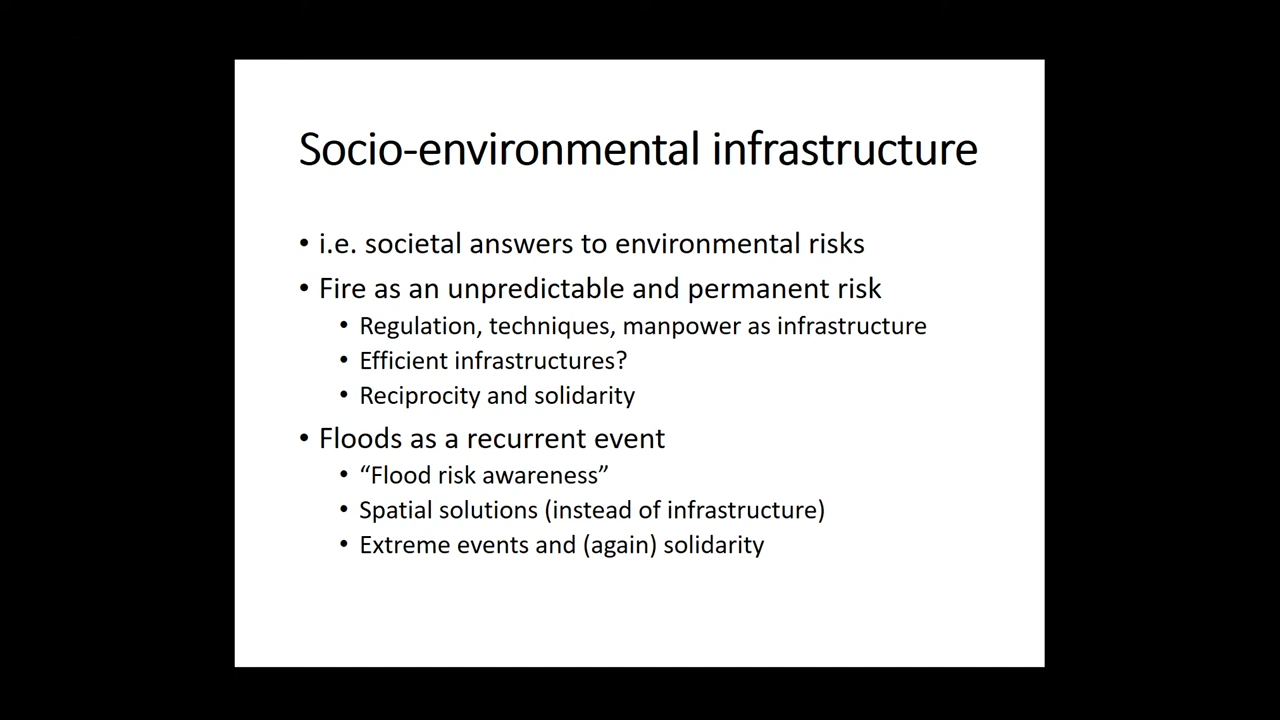 Socio-environmental infrastructure
• i.e. societal answers to environmental risks
• Fire as an unpredictable and permanent risk
• Regulation, techniques, manpower as infrastructure
• Efficient infrastructures?
• Reciprocity and solidarity
• Floods as a recurrent event
• “Flood risk awareness”
• Spatial solutions (instead of infrastructure)
• Extreme events and (again) solidarity